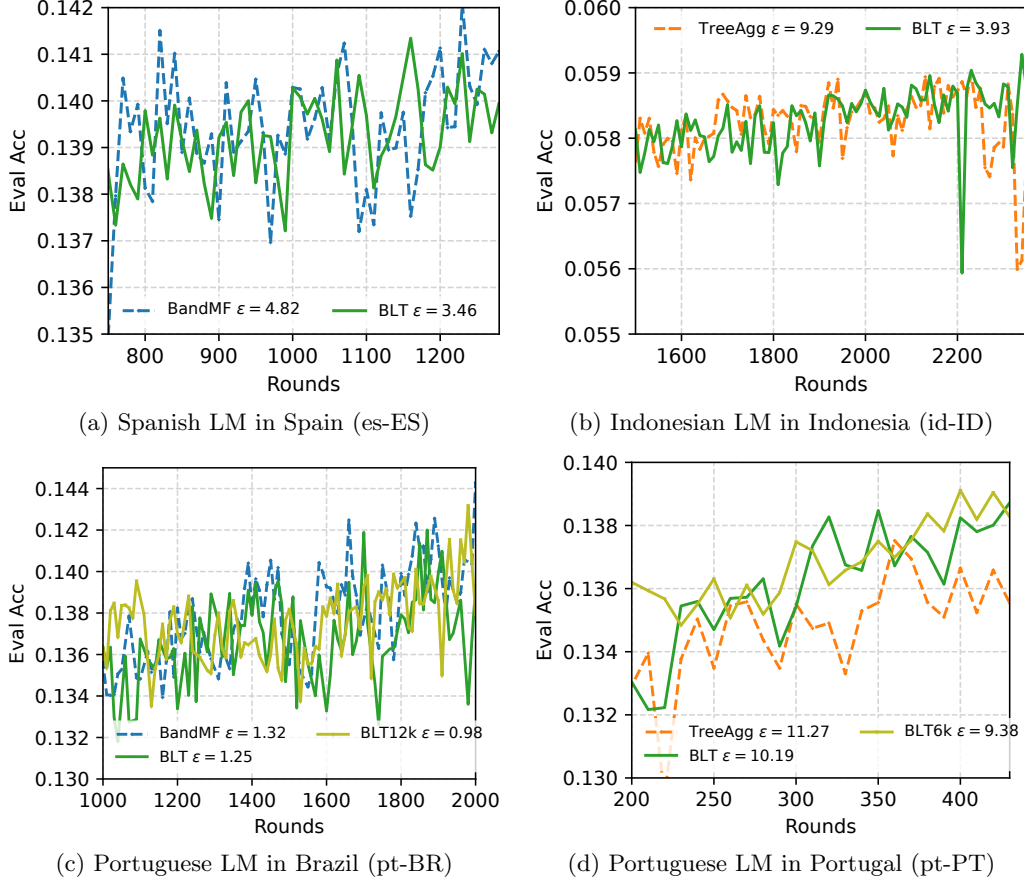 0.142
0.141
0.140
0.139
0.138
0.137
0.136
0.135
Eval Acc
BandMF ε = 4.82 BLT ε = 3.46
800 900 1000 1100 1200
Rounds
(a) Spanish LM in Spain (es-ES)
0.060
0.059
0.058
0.057
0.056
0.055
Eval Acc
TreeAgg ε = 9.29 BLT ε = 3.93
1600 1800 2000 2200
Rounds
(b) Indonesian LM in Indonesia (id-ID)
0.144
0.142
0.140
0.138
0.136
0.134
0.132
0.130
Eval Acc
BandMF ε = 1.32 BLT12k ε = 0.98
BLT ε = 1.25
1000 1200 1400 1600 1800 2000
Rounds
(c) Portuguese LM in Brazil (pt-BR)
0.140
0.138
0.136
0.134
0.132
0.130
Eval Acc
TreeAgg ε = 11.27 BLT6k ε = 9.38
BLT ε = 10.19
200 250 300 350 400
Rounds
(d) Portuguese LM in Portugal (pt-PT)